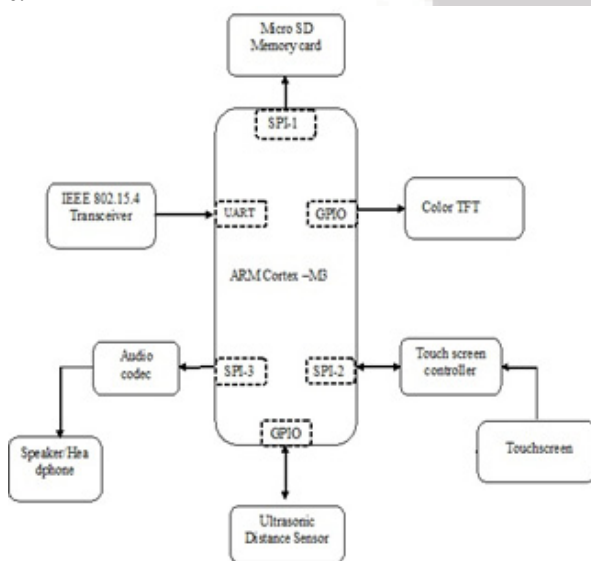 Micro SD
Memory card
SPI-1
IEEE 802.15.4
Transceiver
UART
GPIO
Color TFT
ARM Cortex –M3
Audio
codec
SPI-3
SPI-2
Touch screen
controller
GPIO
Speaker/Hea
dphone
Touchscreen
Ultrasonic
Distance Sensor